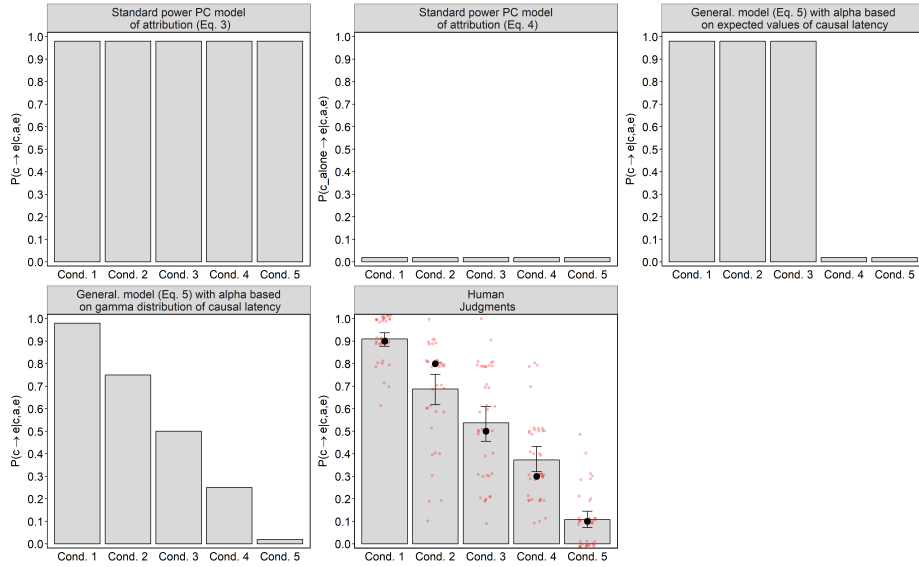 Standard power PC model
of attribution (Eq. 3)
P(c → e|c,a,e)
1.0
0.9
0.8
0.7
0.6
0.5
0.4
0.3
0.2
0.1
0.0
Cond. 1 Cond. 2 Cond. 3 Cond. 4 Cond. 5
Standard power PC model
of attribution (Eq. 4)
P(c_alone → e|c,a,e)
1.0
0.9
0.8
0.7
0.6
0.5
0.4
0.3
0.2
0.1
0.0
Cond. 1 Cond. 2 Cond. 3 Cond. 4 Cond. 5
General. model (Eq. 5) with alpha based
on expected values of causal latency
P(c → e|c,a,e)
1.0
0.9
0.8
0.7
0.6
0.5
0.4
0.3
0.2
0.1
0.0
Cond. 1 Cond. 2 Cond. 3 Cond. 4 Cond. 5
General. model (Eq. 5) with alpha based
on gamma distribution of causal latency
P(c → e|c,a,e)
1.0
0.9
0.8
0.7
0.6
0.5
0.4
0.3
0.2
0.1
0.0
Cond. 1 Cond. 2 Cond. 3 Cond. 4 Cond. 5
Human
Judgments
P(c → e|c,a,e)
1.0
0.9
0.8
0.7
0.6
0.5
0.4
0.3
0.2
0.1
0.0
Cond. 1 Cond. 2 Cond. 3 Cond. 4 Cond. 5